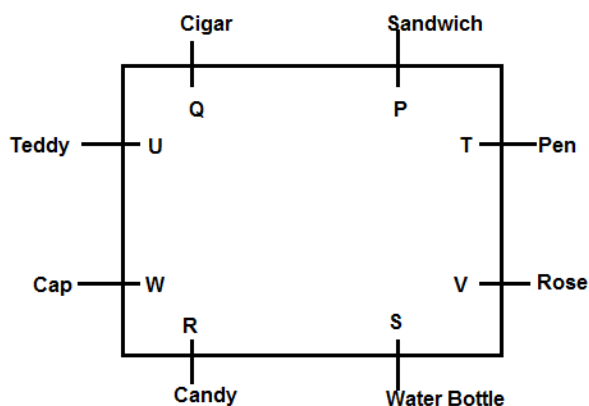 Cigar Sandwich
Q P
Teddy U T Pen
Cap W V Rose
R S
Candy Water Bottle